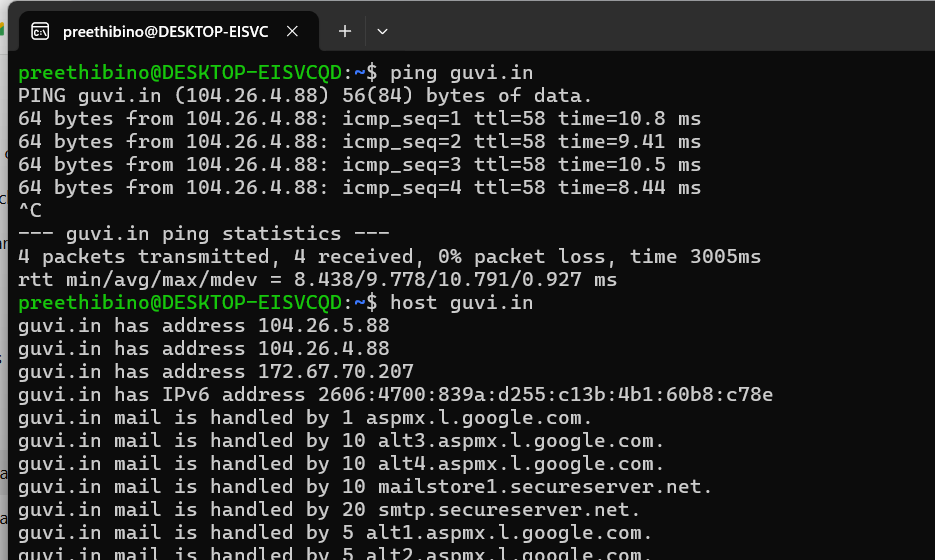 preethibino@DESKTOP-EISVC
preethibino@DESKTOP-EISVCQD:~$ ping guvi.in
PING guvi.in (104.26.4.88) 56(84) bytes of data.
64 bytes from 104.26.4.88: icmp_seq=1 ttl=58 time=10.8 ms
64 bytes from 104.26.4.88: icmp_seq=2 ttl=58 time=9.41 ms
64 bytes from 104.26.4.88: icmp_seq=3 ttl=58 time=10.5 ms
64 bytes from 104.26.4.88: icmp_seq=4 ttl=58 time=8.44 ms
^C
--- guvi.in ping statistics ---
4 packets transmitted, 4 received, 0% packet loss, time 3005ms
rtt min/avg/max/mdev = 8.438/9.778/10.791/0.927 ms
preethibino@DESKTOP-EISVCQD:~$ host guvi.in
guvi.in has address 104.26.5.88
guvi.in has address 104.26.4.88
guvi.in has address 172.67.70.207
guvi.in has IPv6 address 2606:4700:839a:d255:c13b:4b1:60b8:c78e
guvi.in mail is handled by 1 aspmx.l.google.com.
guvi.in mail is handled by 10 alt3.aspmx.l.google.com.
guvi.in mail is handled by 10 alt4.aspmx.l.google.com.
guvi.in mail is handled by 10 mailstore1.secureserver.net.
guvi.in mail is handled by 20 smtp.secureserver.net.
guvi.in mail is handled by 5 alt1.aspmx.l.google.com.
guvi.in mail is handled by 5 alt2.aspmx.l.google.com.